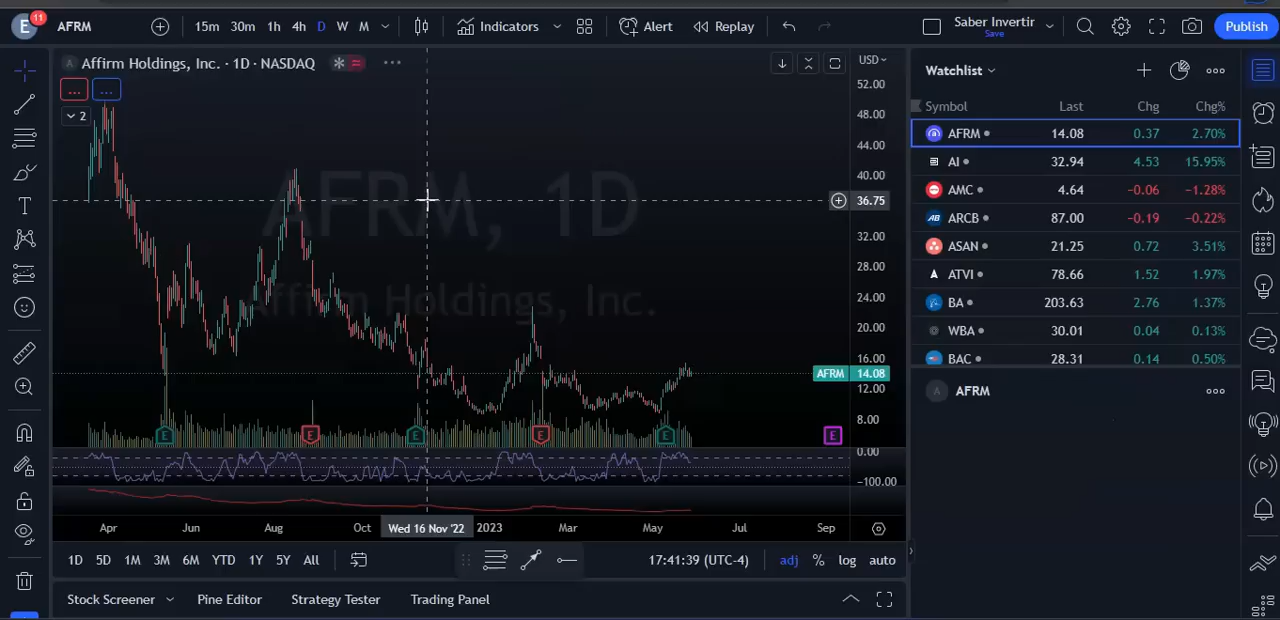 E 11 AFRM 15m 30m 1h 4h D W M Indicators Alert Replay Saber Invertir Publish
Save
Affirm Holdings, Inc. · 1D · NASDAQ
USD
... ...
2
AFRM, 1D
Affirm Holdings, Inc.
52.00
48.00
44.00
40.00
36.75
32.00
28.00
24.00
20.00
16.00
AFRM 14.08
12.00
8.00
E E E E E E
0.00
−100.00
Apr Jun Aug Oct Wed 16 Nov '22 2023 Mar May Jul Sep
1D 5D 1M 3M 6M YTD 1Y 5Y All 17:41:39 (UTC-4) adj % log auto
Stock Screener Pine Editor Strategy Tester Trading Panel
Watchlist
Symbol Last Chg Chg%
AFRM 14.08 0.37 2.70%
AI 32.94 4.53 15.95%
AMC 4.64 −0.06 −1.28%
ARCB 87.00 −0.19 −0.22%
ASAN 21.25 0.72 3.51%
ATVI 78.66 1.52 1.97%
BA 203.63 2.76 1.37%
WBA 30.01 0.04 0.13%
BAC 28.31 0.14 0.50%
A AFRM